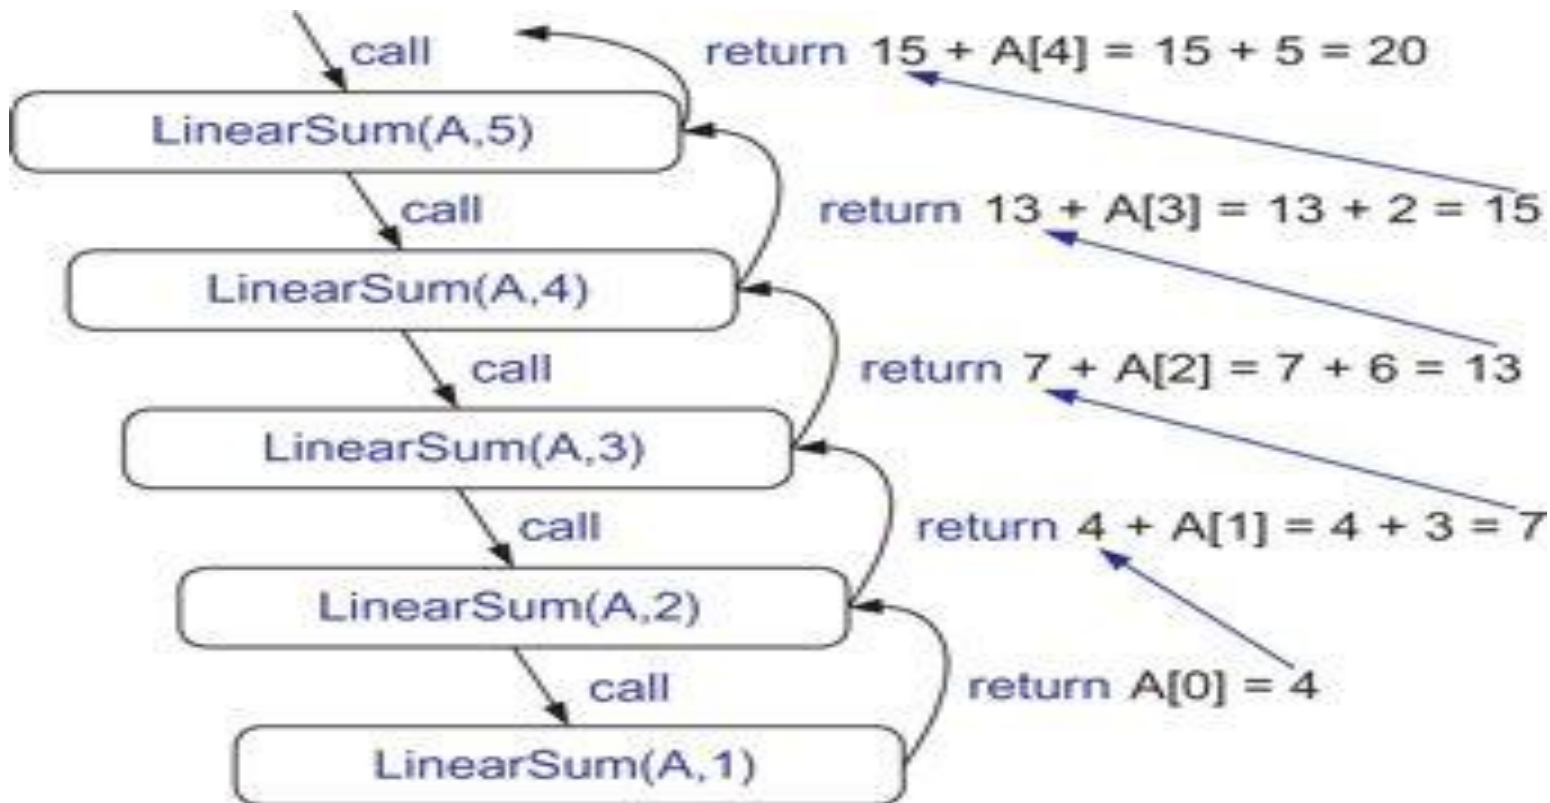 call
return 15 + A[4] = 15 + 5 = 20
LinearSum(A,5)
call
return 13 + A[3] = 13 + 2 = 15
LinearSum(A,4)
call
return 7 + A[2] = 7 + 6 = 13
LinearSum(A,3)
call
return 4 + A[1] = 4 + 3 = 7
LinearSum(A,2)
call
return A[0] = 4
LinearSum(A,1)